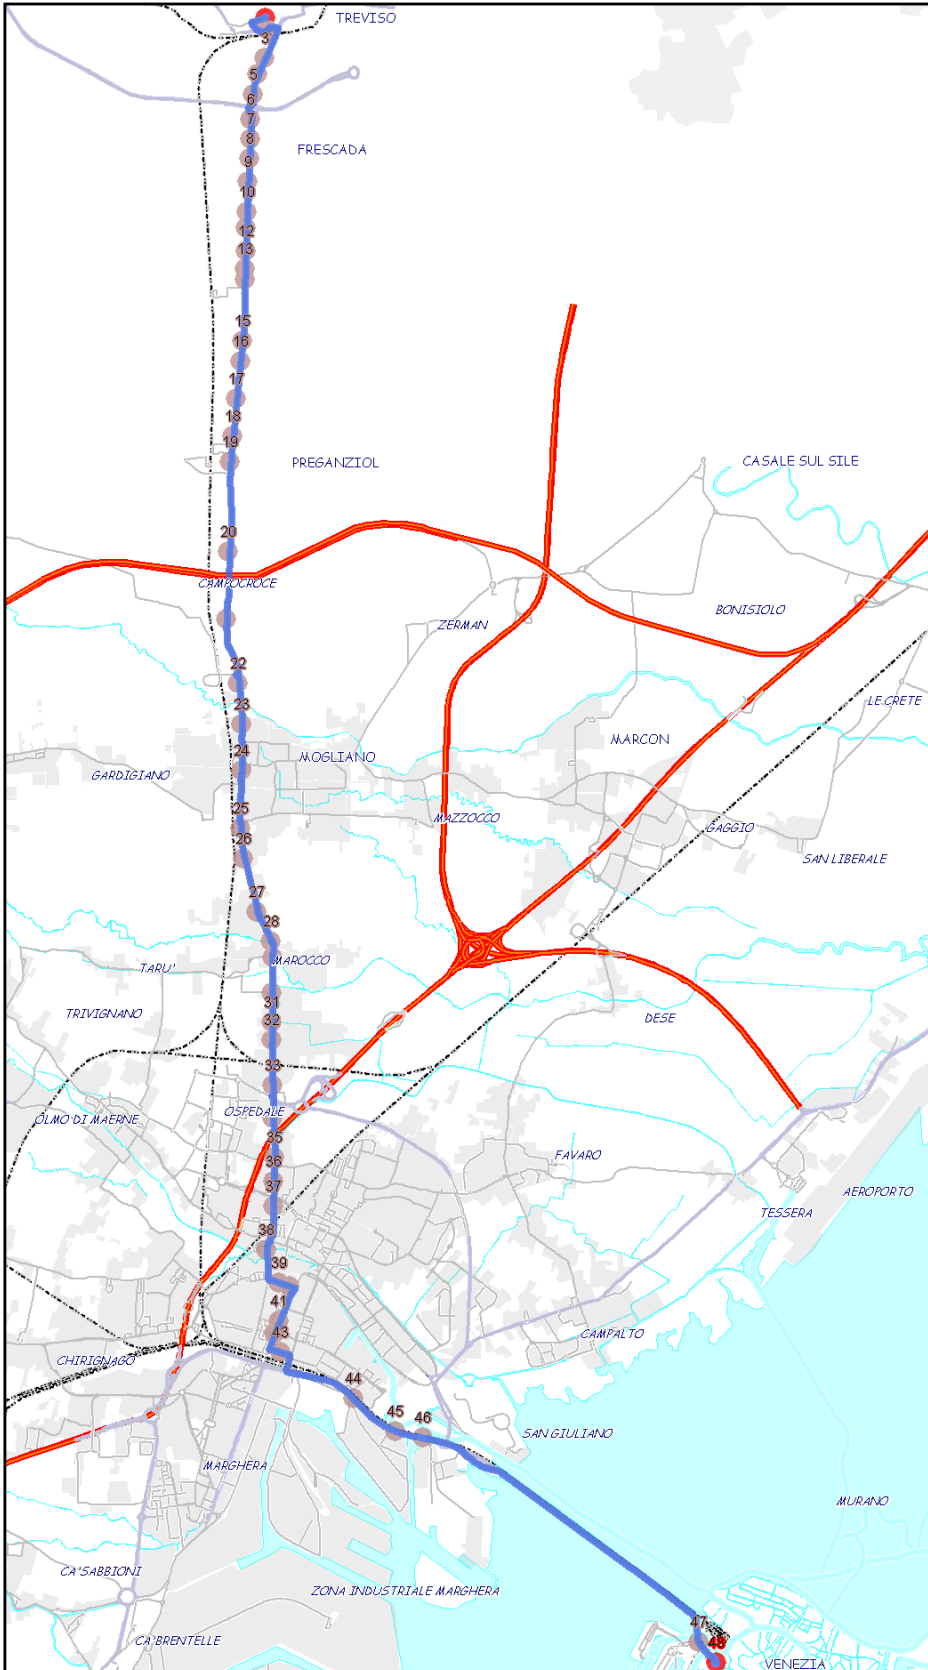 TREVISO
3
5
6
7
8
FRESCADA
9
10
12
13
15
16
17
18
19
PREGANZIOL
CASALE SUL SILE
20
CAMPOCROCE
BONISIOLO
ZERMAN
22
LE CRETE
23
MARCON
24
MOGLIANO
GARDIGIANO
25
MAZZOCCO
GAGGIO
26
SAN LIBERALE
27
28
MAROCCO
TARU'
31
TRIVIGNANO
DESE
32
33
OSPEDALE
OLMO DI MAERNE
35
FAVARO
36
37
AEROPORTO
TESSERA
38
39
41
43
CAMPALTO
CHIRIGNAGO
44
45
46
SAN GIULIANO
MARGHERA
MURANO
CA'SABBIONI
ZONA INDUSTRIALE MARGHERA
47
CA'BRENTELLE
48
VENEZIA